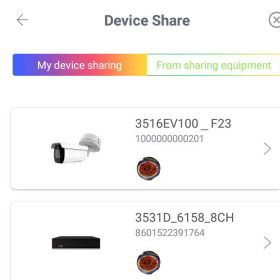 Device Share
My device sharing
From sharing equipment
3516EV100 _ F23
1000000000201
3531D_6158_8CH
8601522391764